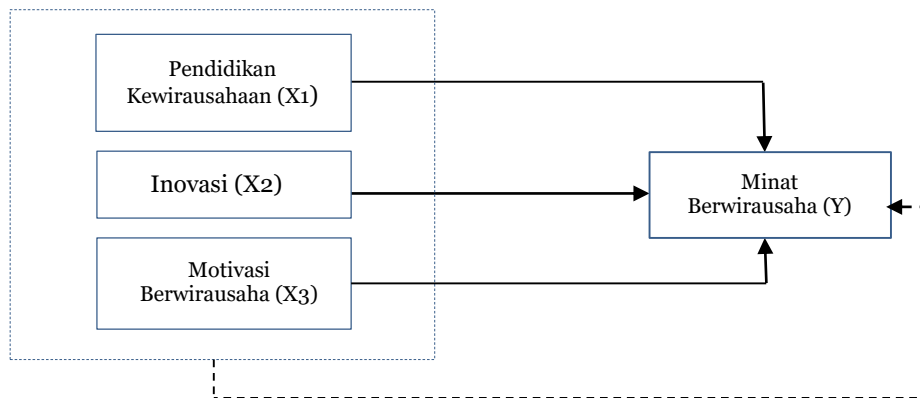 Pendidikan
Kewirausahaan (X1)
Inovasi (X2)
Motivasi
Berwirausaha (X3)
Minat
Berwirausaha (Y)